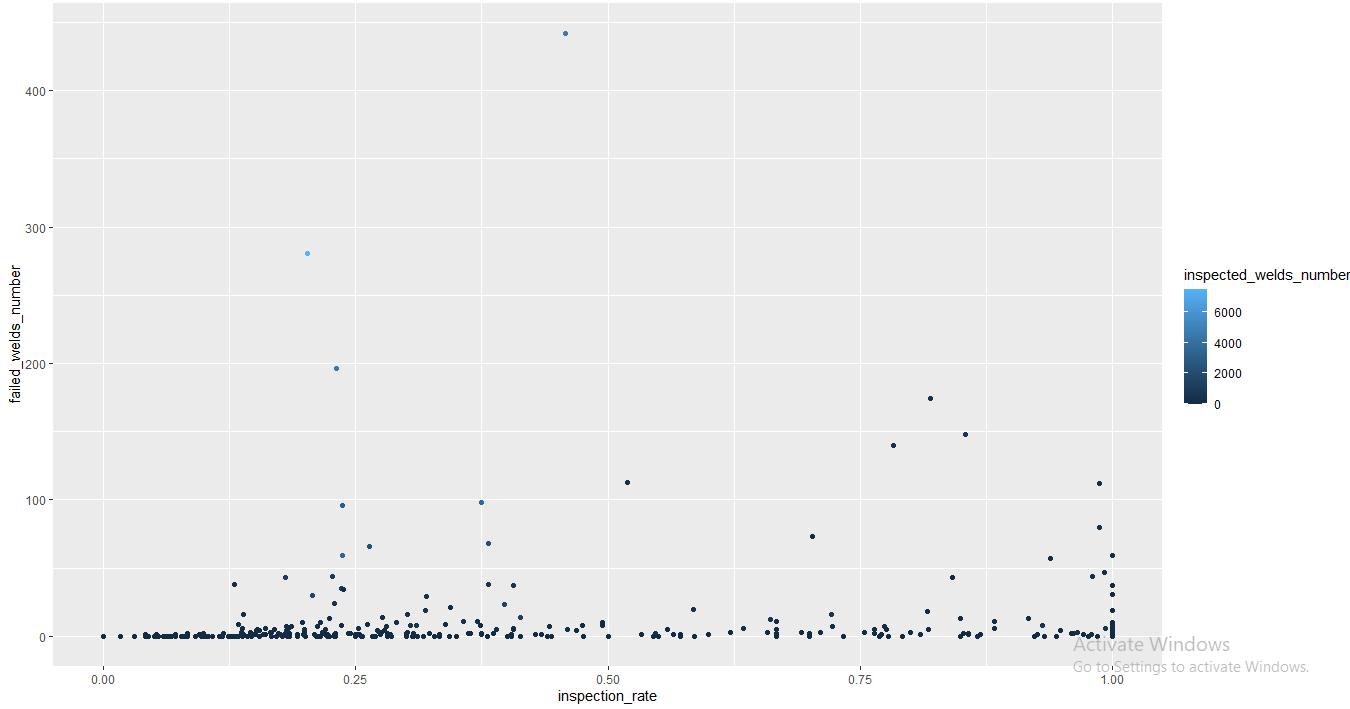 400
300
200
100
0
failed_welds_number
0.00
0.25
0.50
0.75
1.00
inspection_rate
inspected_welds_number
6000
4000
2000
0
Activate Windows
Go to Settings to activate Windows.